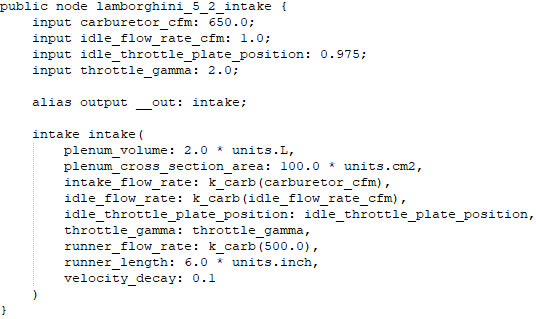 public node lamborghini_5_2_intake {
    input carburetor_cfm: 650.0;
    input idle_flow_rate_cfm: 1.0;
    input idle_throttle_plate_position: 0.975;
    input throttle_gamma: 2.0;

    alias output __out: intake;

    intake intake(
        plenum_volume: 2.0 * units.L,
        plenum_cross_section_area: 100.0 * units.cm2,
        intake_flow_rate: k_carb(carburetor_cfm),
        idle_flow_rate: k_carb(idle_flow_rate_cfm),
        idle_throttle_plate_position: idle_throttle_plate_position,
        throttle_gamma: throttle_gamma,
        runner_flow_rate: k_carb(500.0),
        runner_length: 6.0 * units.inch,
        velocity_decay: 0.1
    )
}